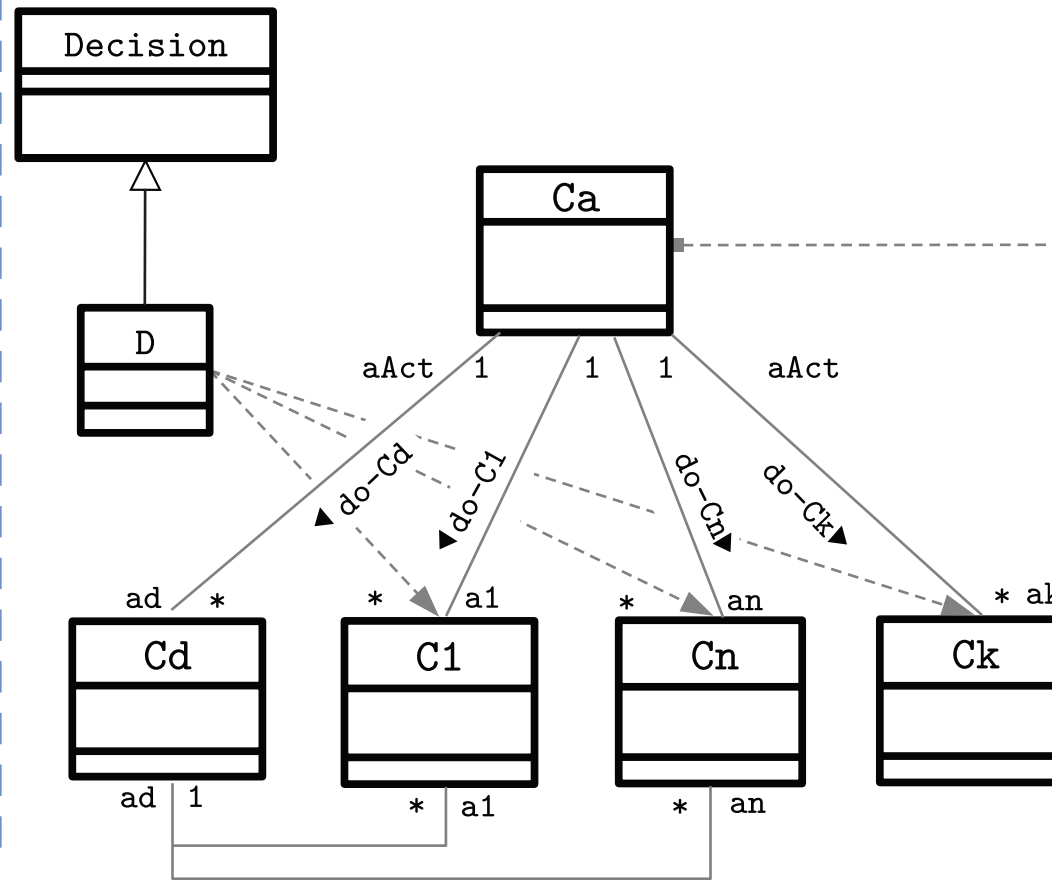 Decision
Ca
D
aAct 1 1 1 aAct
do-Cd
do-C1
do-Cn
do-Ck
ad * * a1 * an *
Cd C1 Cn Ck
ad 1 * a1 * an